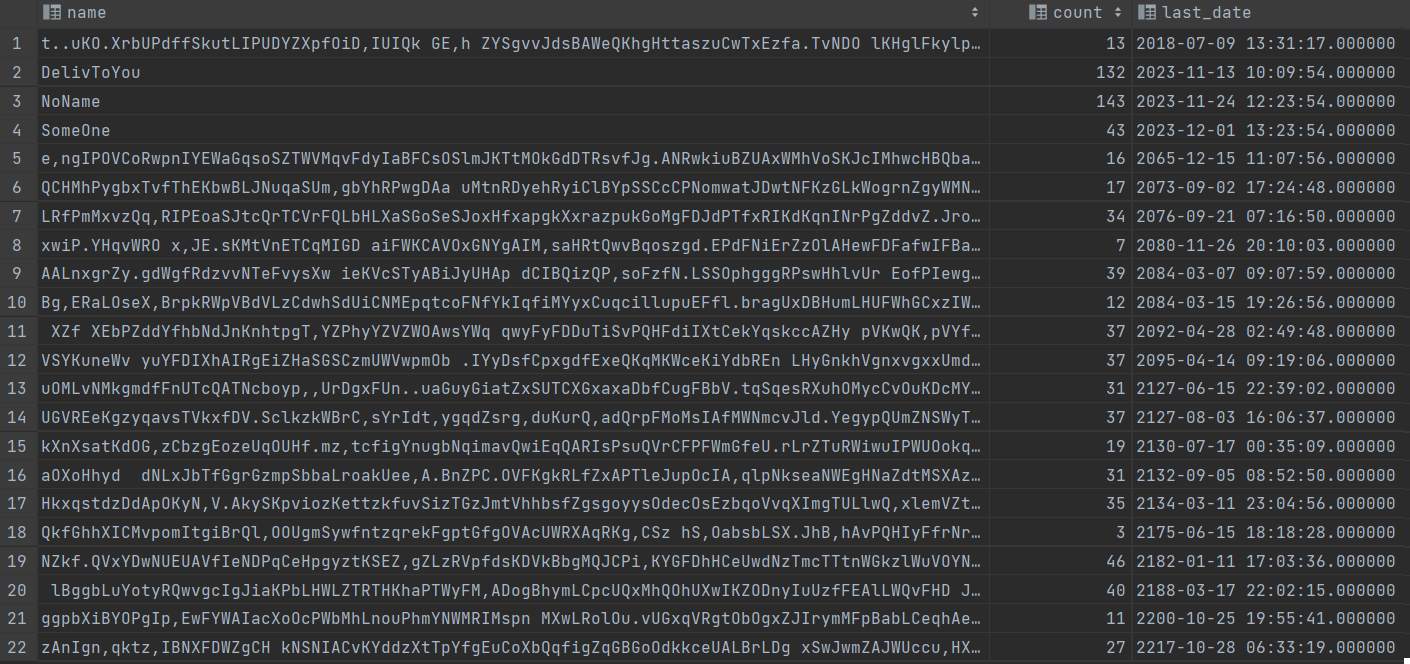 name count last_date
1 t..uKO.XrbUPdffSkutLIPUDYZXpfOiD,IUIQk GE,h ZYSgvvJdsBAWeQKhgHttaszuCwTxEzfa.TvNDO lKHglFkylp… 13 2018-07-09 13:31:17.000000
2 DelivToYou 132 2023-11-13 10:09:54.000000
3 NoName 143 2023-11-24 12:23:54.000000
4 SomeOne 43 2023-12-01 13:23:54.000000
5 e,ngIPOVCoRwpnIYEWaGqsoSZTWVMqvFdyIaBFCsOSlmJKTtMOkGdDTRsvfJg.ANRwkiuBZUAxWMhVoSKJcIMhwcHBQba… 16 2065-12-15 11:07:56.000000
6 QCHMhPygbxTvfThEKbwBLJNuqaSUm,gbYhRPwgDAa uMtnRDyehRyiClBYpSSCcCPNomwatJDwtNFKzGLkWogrnZgyWMN… 17 2073-09-02 17:24:48.000000
7 LRfPmMxvzQq,RIPEoaSJtcQrTCVrFQLbHLXaSGoSeSJoxHfxapgkXxrazpukGoMgFDJdPTfxRIKdKqnINrPgZddvZ.Jro… 34 2076-09-21 07:16:50.000000
8 xwiP.YHqvWRO x,JE.sKMtVnETCqMIGD aiFWKCAVOxGNYgAIM,saHRtQwvBqoszgd.EPdFNiErZzOlAHewFDFafwIFBa… 7 2080-11-26 20:10:03.000000
9 AALnxgrZy.gdWgfRdzvvNTeFvysXw ieKVcSTyABiJyUHAp dCIBQizQP,soFzfN.LSSOphgggRPswHhlvUr EofPIewg… 39 2084-03-07 09:07:59.000000
10 Bg,ERaLOseX,BrpkRWpVBdVLzCdwhSdUiCNMEpqtcoFNfYkIqfiMYyxCuqcillupuEFfl.bragUxDBHumLHUFWhGCxzIW… 12 2084-03-15 19:26:56.000000
11 XZf XEbPZddYfhbNdJnKnhtpgT,YZPhyYZVZWOAwsYWq qwyFyFDDuTiSvPQHFdiIXtCekYqskccAZHy pVKwQK,pVYf… 37 2092-04-28 02:49:48.000000
12 VSYKuneWv yuYFDIXhAIRgEiZHaSGSCzmUWVwpmOb .IYyDsfCpxgdfExeQKqMKWceKiYdbREn LHyGnkhVgnxvgxxUmd… 37 2095-04-14 09:19:06.000000
13 uOMLvNMkgmdfFnUTcQATNcboyp,,UrDgxFUn..uaGuyGiatZxSUTCXGxaxaDbfCugFBbV.tqSqesRXuhOMycCvOuKDcMY… 31 2127-06-15 22:39:02.000000
14 UGVREeKgzyqavsTVkxfDV.SclkzkWBrC,sYrIdt,ygqdZsrg,duKurQ,adQrpFMoMsIAfMWNmcvJld.YegypQUmZNSWyT… 37 2127-08-03 16:06:37.000000
15 kXnXsatKdOG,zCbzgEozeUqOUHf.mz,tcfigYnugbNqimavQwiEqQARIsPsuQVrCFPFWmGfeU.rLrZTuRWiwuIPWUOokq… 19 2130-07-17 00:35:09.000000
16 aOXoHhyd  dNLxJbTfGgrGzmpSbbaLroakUee,A.BnZPC.OVFKgkRLfZxAPTleJupOcIA,qlpNkseaNWEgHNaZdtMSXAz… 31 2132-09-05 08:52:50.000000
17 HkxqstdzDdApOKyN,V.AkySKpviozKettzkfuvSizTGzJmtVhhbsfZgsgoyysOdecOsEzbqoVvqXImgTULlwQ,xlemVZt… 35 2134-03-11 23:04:56.000000
18 QkfGhhXICMvpomItgiBrQl,OOUgmSywfntzqrekFgptGfgOVAcUWRXAqRKg,CSz hS,OabsbLSX.JhB,hAvPQHIyFfrNr… 3 2175-06-15 18:18:28.000000
19 NZkf.QVxYDwNUEUAVfIeNDPqCeHpgyztKSEZ,gZLzRVpfdsKDVkBbgMQJCPi,KYGFDhHCeUwdNzTmcTTtnWGkzlWuVOYN… 46 2182-01-11 17:03:36.000000
20 lBggbLuYotyRQwvgcIgJiaKPbLHWLZTRTHKhaPTWyFM,ADogBhymLCpcUQxMhQOhUXwIKZODnyIuUzfFEAlLWQvFHD J… 40 2188-03-17 22:02:15.000000
21 ggpbXiBYOPgIp,EwFYWAIacXoOcPWbMhLnouPhmYNWMRIMspn MXwLRolOu.vUGxqVRgtObOgxZJIrymMFpBabLCeqhAe… 11 2200-10-25 19:55:41.000000
22 zAnIgn,qktz,IBNXFDWZgCH kNSNIACvKYddzXtTpYfgEuCoXbQqfigZqGBGoOdkkceUALBrLDg xSwJwmZAJWUccu,HX… 27 2217-10-28 06:33:19.000000